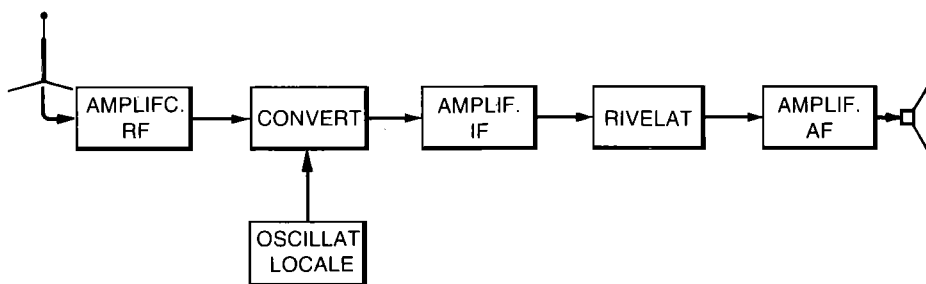 AMPLIFC.
RF
CONVERT
AMPLIF.
IF
RIVELAT
AMPLIF.
AF
OSCILLAT
LOCALE